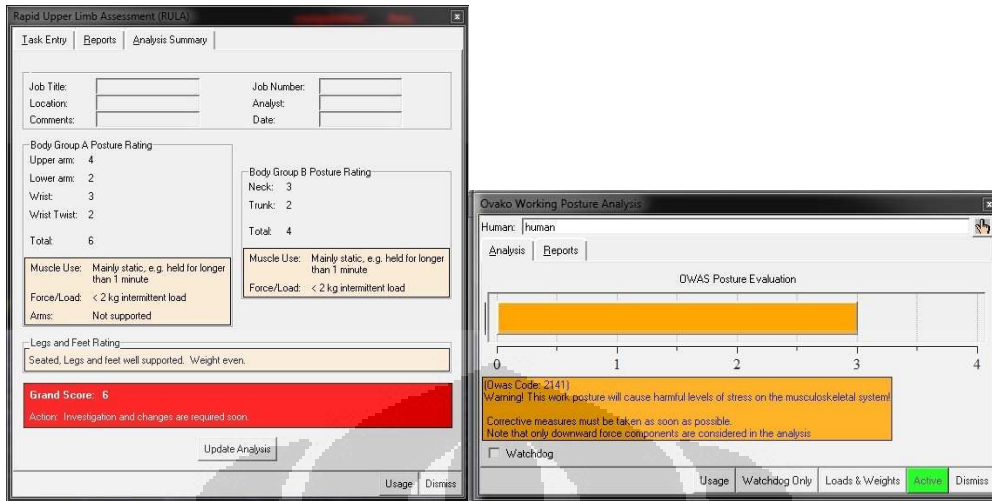 Rapid Upper Limb Assessment (RULA)
x
Task Entry Reports Analysis Summary
Job Title: Job Number:
Location: Analyst:
Comments: Date:
Body Group A Posture Rating
Upper arm: 4
Lower arm: 2
Wrist: 3
Wrist Twist: 2
Total: 6
Muscle Use: Mainly static, e.g. held for longer
than 1 minute
Force/Load: < 2 kg intermittent load
Arms: Not supported
Body Group B Posture Rating
Neck: 3
Trunk: 2
Total: 4
Muscle Use: Mainly static, e.g. held for longer
than 1 minute
Force/Load: < 2 kg intermittent load
Legs and Feet Rating
Seated, Legs and feet well supported. Weight even.
Grand Score: 6
Action: Investigation and changes are required soon.
Update Analysis
Usage Dismiss
Ovako Working Posture Analysis
x
Human: human
Analysis Reports
OWAS Posture Evaluation
0 1 2 3 4
(Owas Code: 2141)
Warning! This work posture will cause harmful levels of stress on the musculoskeletal system!
Corrective measures must be taken as soon as possible.
Note that only downward force components are considered in the analysis
Watchdog
Usage Watchdog Only Loads & Weights Active Dismiss